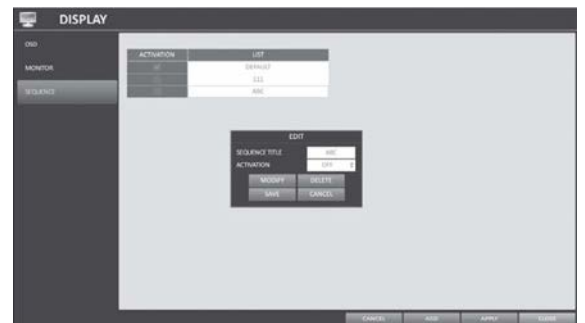 DISPLAY
OSD
MONITOR
SEQUENCE
ACTIVATION LIST
DEFAULT
111
ABC
EDIT
SEQUENCE TITLE ABC
ACTIVATION OFF
MODIFY DELETE
SAVE CANCEL
CANCEL ADD APPLY CLOSE